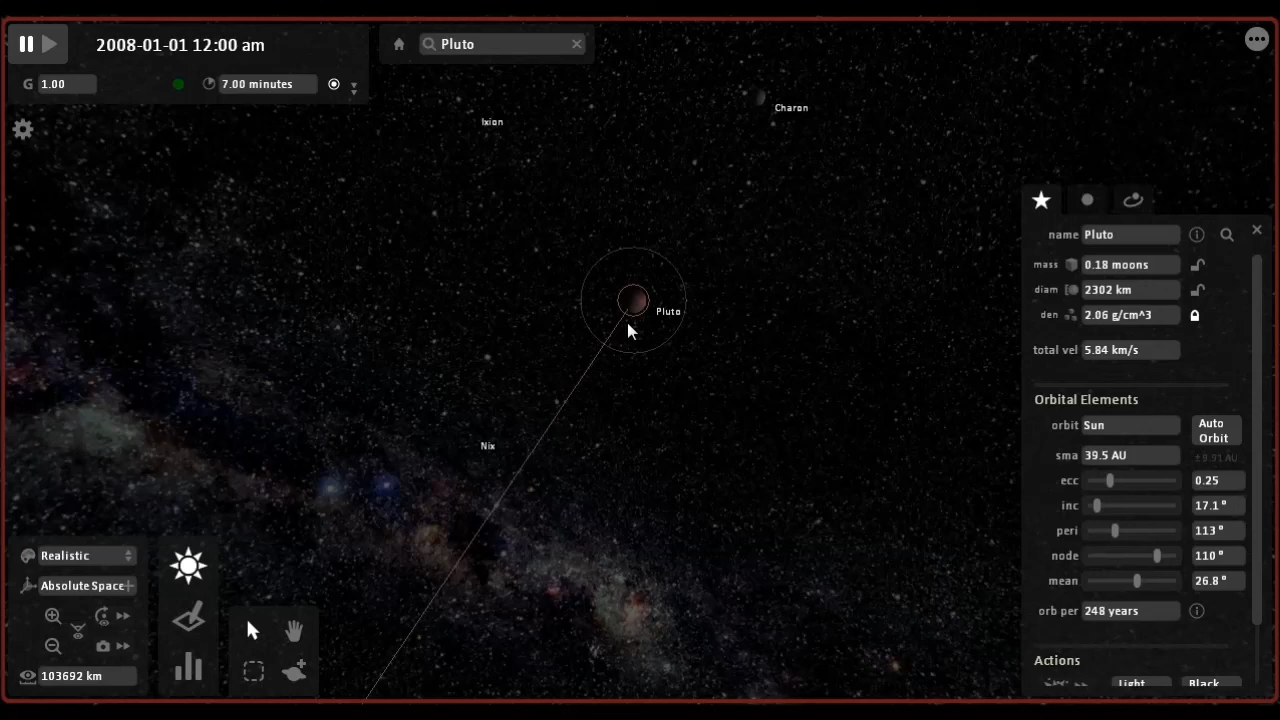 2008-01-01 12:00 am
Pluto
G 1.00
7.00 minutes
Charon
Ixion
name Pluto
mass 0.18 moons
diam 2302 km
den 2.06 g/cm^3
total vel 5.84 km/s
Pluto
Orbital Elements
orbit Sun
Auto
Orbit
sma 39.5 AU
ecc 0.25
inc 17.1°
peri 113°
node 110°
mean 26.8°
orb per 248 years
Nix
Realistic
Absolute Space
103692 km
Actions
Light
Black